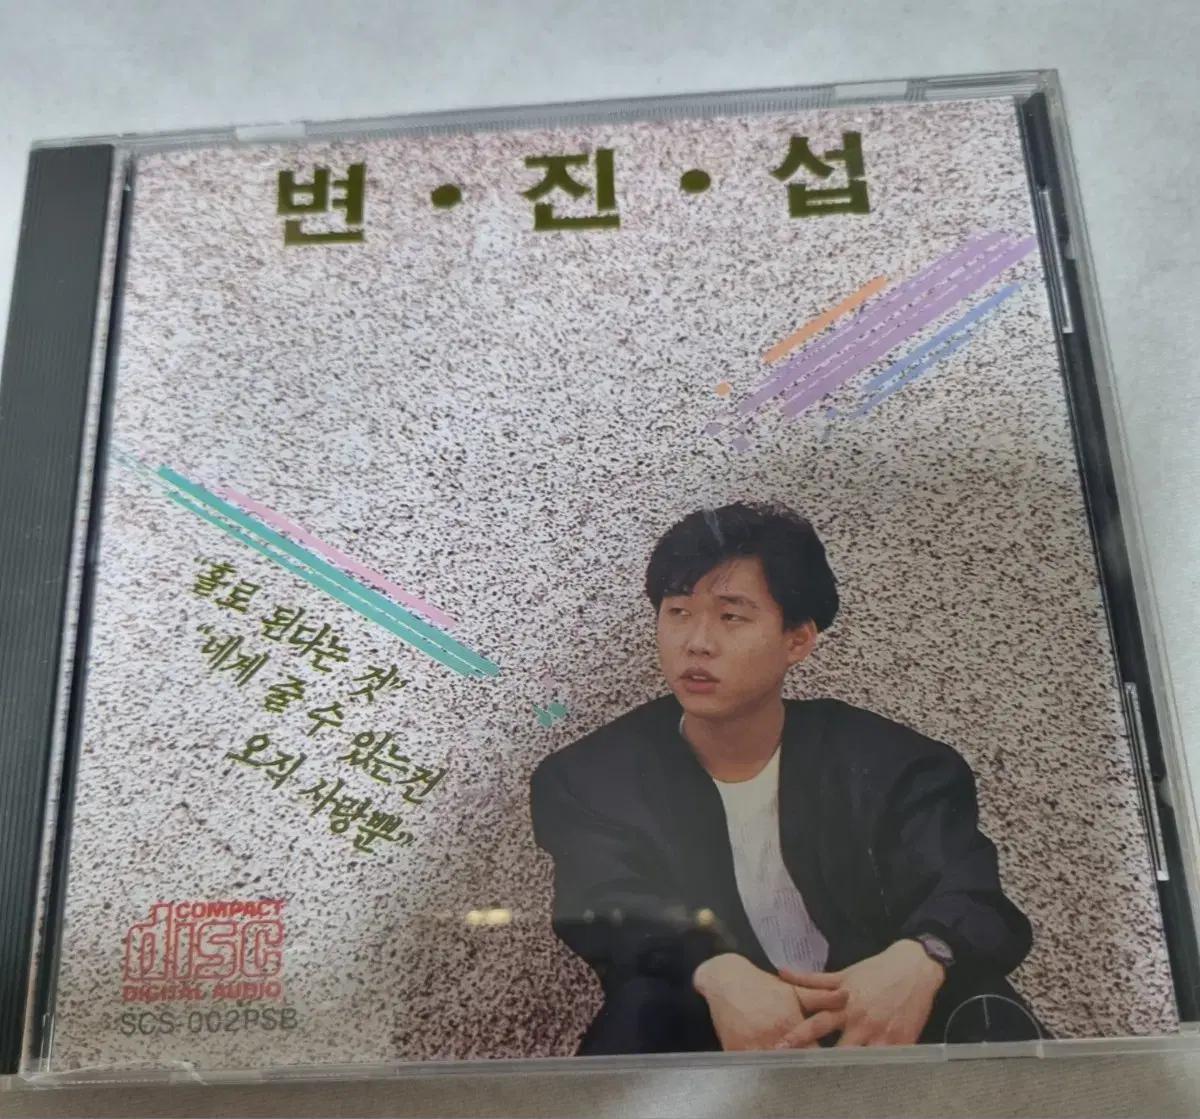 변·진·섭
"홀로 된다는 것"
"네게 줄 수 있는건
오직 사랑뿐"
COMPACT
disc
DIGITAL AUDIO
SCS-002PSB